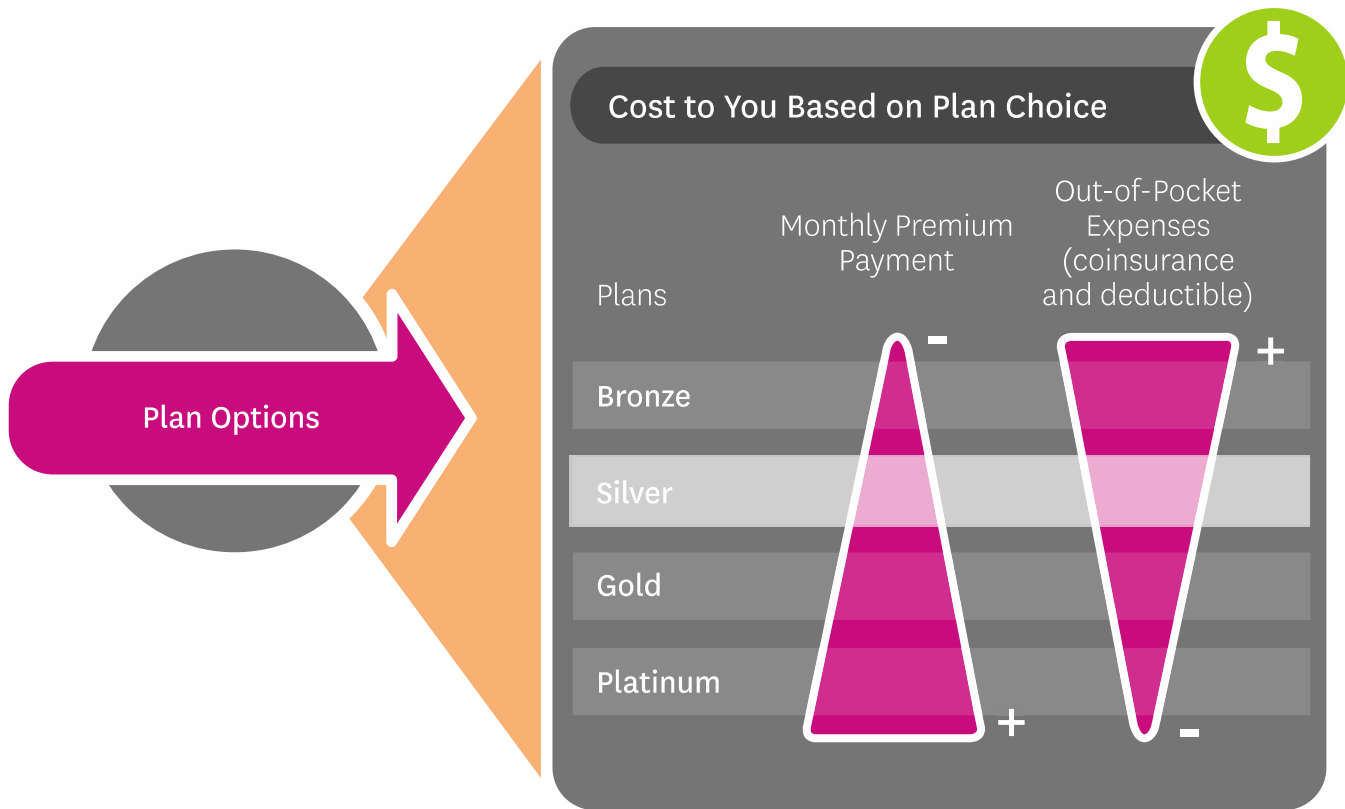 $
Cost to You Based on Plan Choice
Plan Options
Plans
Monthly Premium
Payment
Out-of-Pocket
Expenses
(coinsurance
and deductible)
-
+
Bronze
Silver
Gold
Platinum
+
-